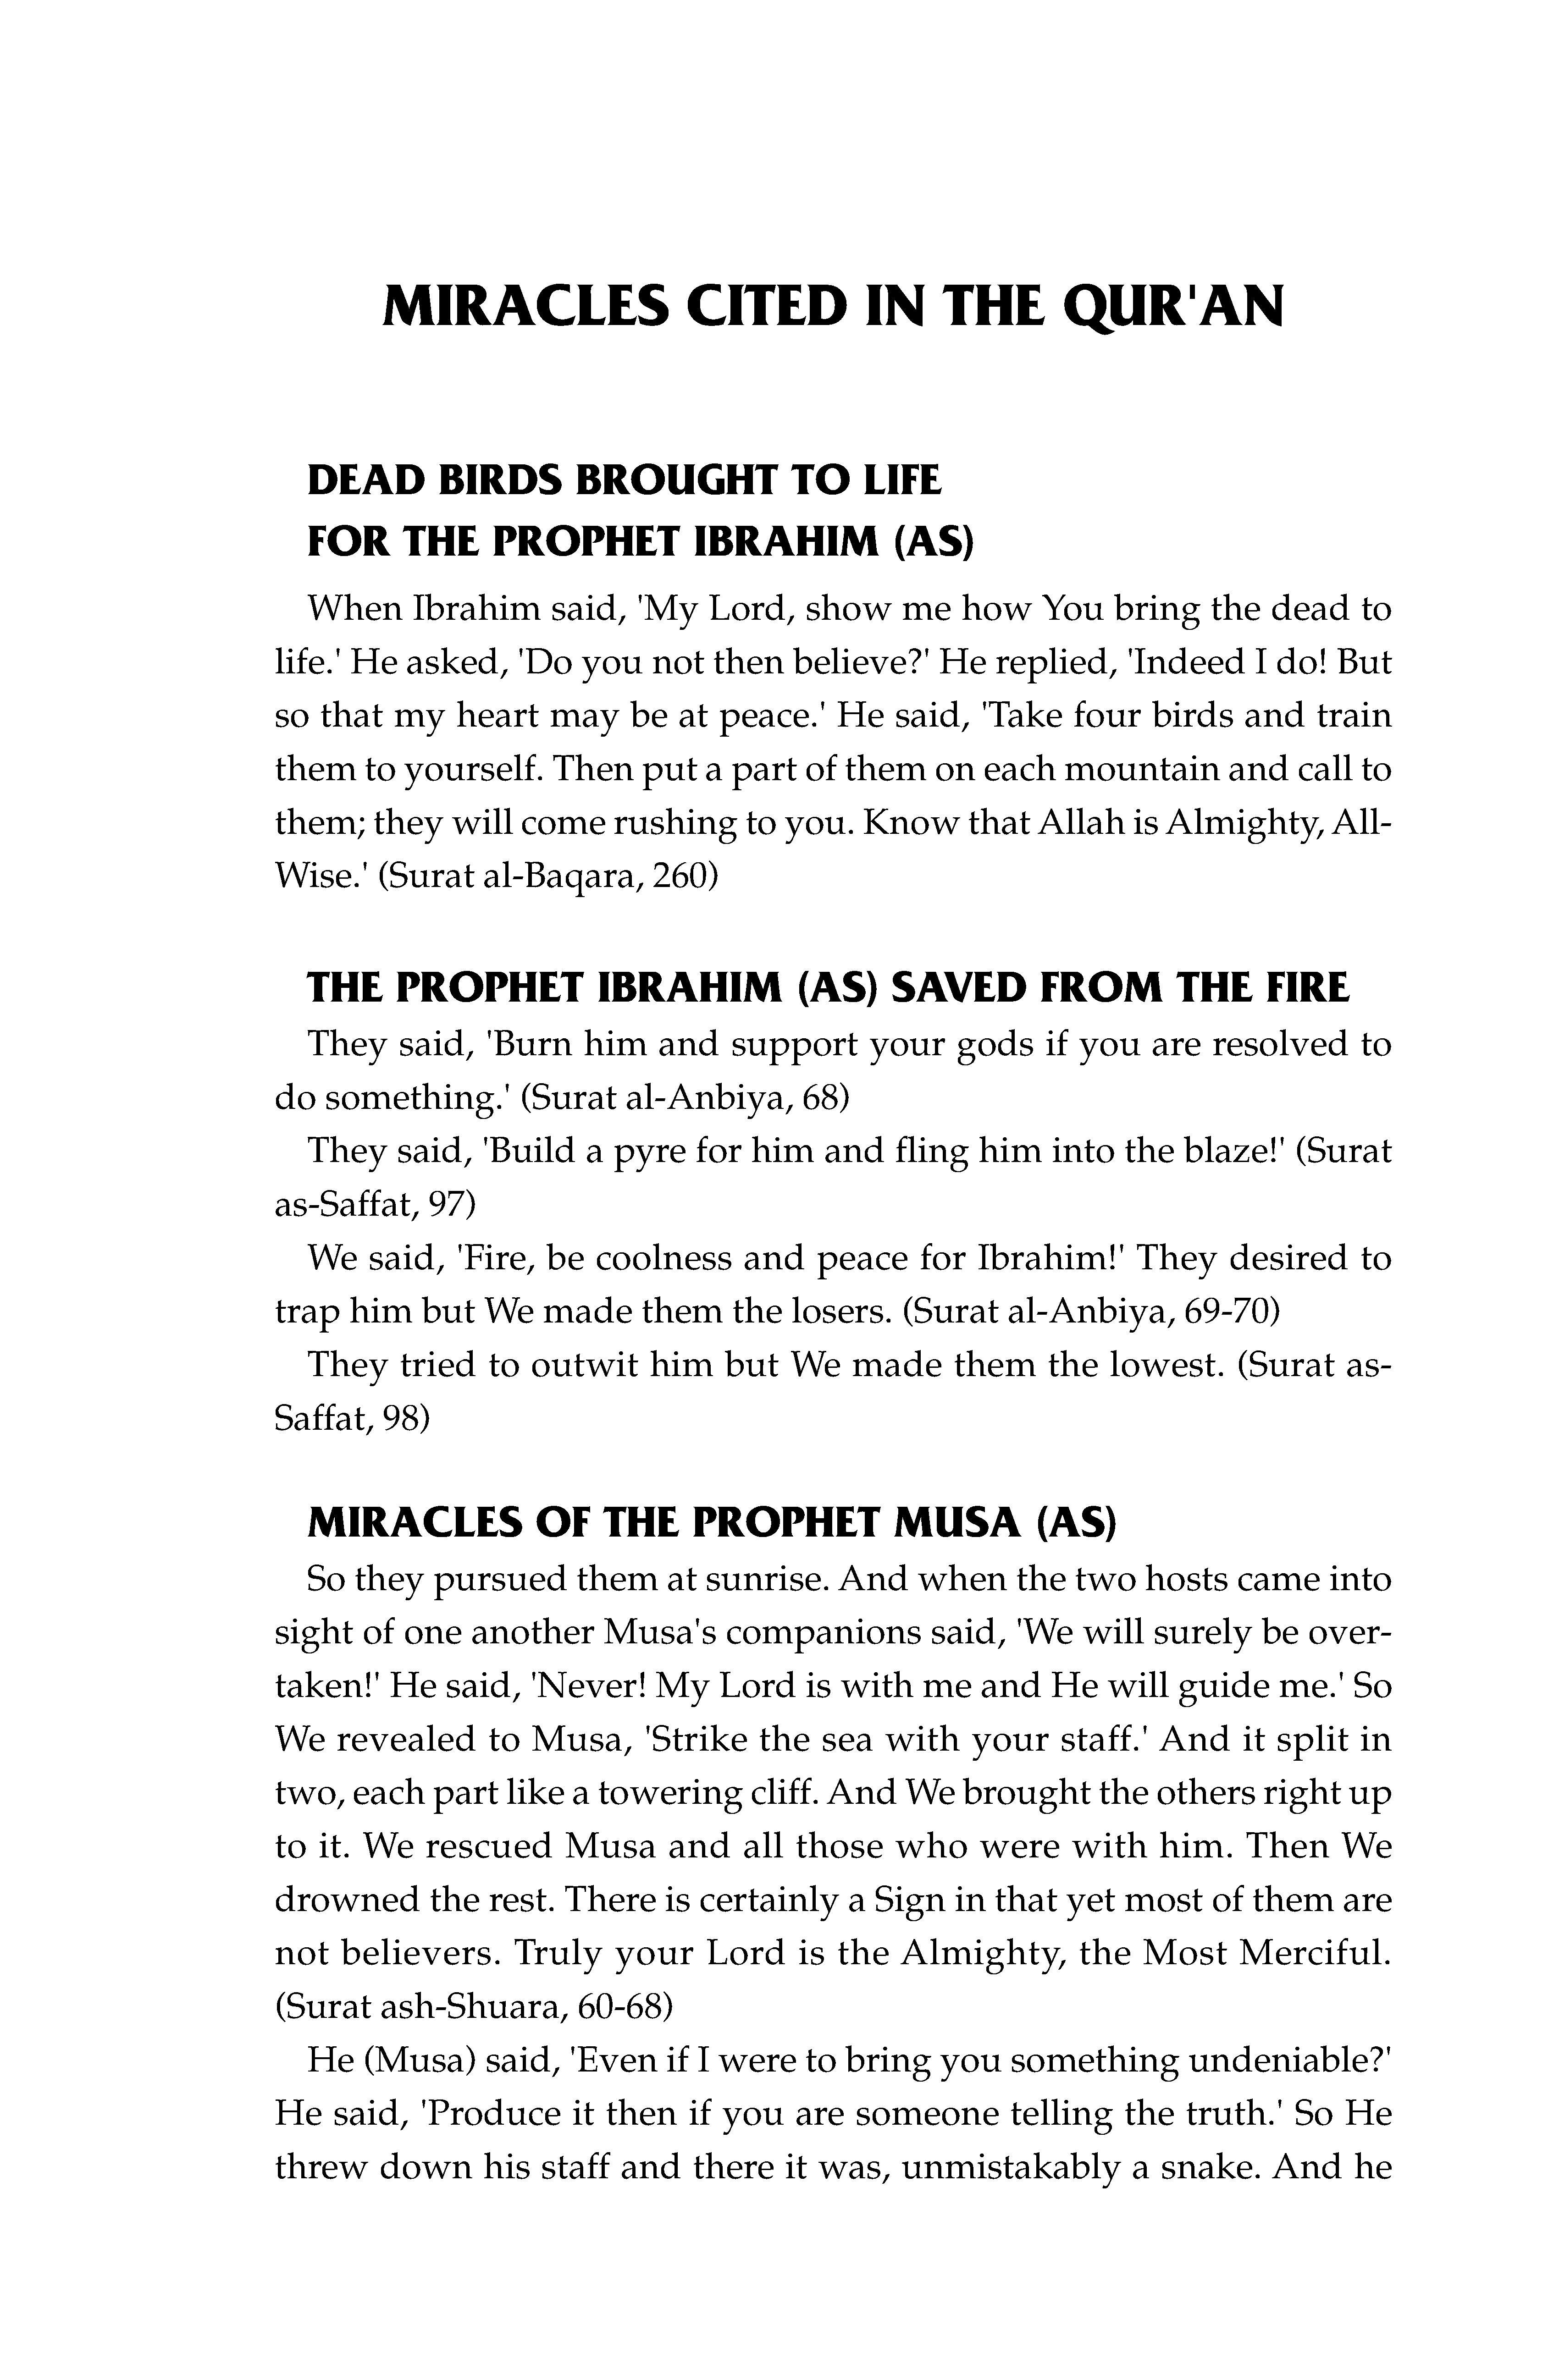 MIRACLES CITED IN THE QUR'AN
DEAD BIRDS BROUGHT TO LIFE
FOR THE PROPHET IBRAHIM (AS)
When Ibrahim said, 'My Lord, show me how You bring the dead to
life.' He asked, 'Do you not then believe?' He replied, 'Indeed I do! But
so that my heart may be at peace.' He said, 'Take four birds and train
them to yourself. Then put a part of them on each mountain and call to
them; they will come rushing to you. Know that Allah is Almighty, All-
Wise.' (Surat al-Baqara, 260)
THE PROPHET IBRAHIM (AS) SAVED FROM THE FIRE
They said, 'Burn him and support your gods if you are resolved to
do something.' (Surat al-Anbiya, 68)
They said, 'Build a pyre for him and fling him into the blaze!' (Surat
as-Saffat, 97)
We said, 'Fire, be coolness and peace for Ibrahim!' They desired to
trap him but We made them the losers. (Surat al-Anbiya, 69-70)
They tried to outwit him but We made them the lowest. (Surat as-
Saffat, 98)
MIRACLES OF THE PROPHET MUSA (AS)
So they pursued them at sunrise. And when the two hosts came into
sight of one another Musa's companions said, 'We will surely be over-
taken!' He said, 'Never! My Lord is with me and He will guide me.' So
We revealed to Musa, 'Strike the sea with your staff.' And it split in
two, each part like a towering cliff. And We brought the others right up
to it. We rescued Musa and all those who were with him. Then We
drowned the rest. There is certainly a Sign in that yet most of them are
not believers. Truly your Lord is the Almighty, the Most Merciful.
(Surat ash-Shuara, 60-68)
He (Musa) said, 'Even if I were to bring you something undeniable?'
He said, 'Produce it then if you are someone telling the truth.' So He
threw down his staff and there it was, unmistakably a snake. And he